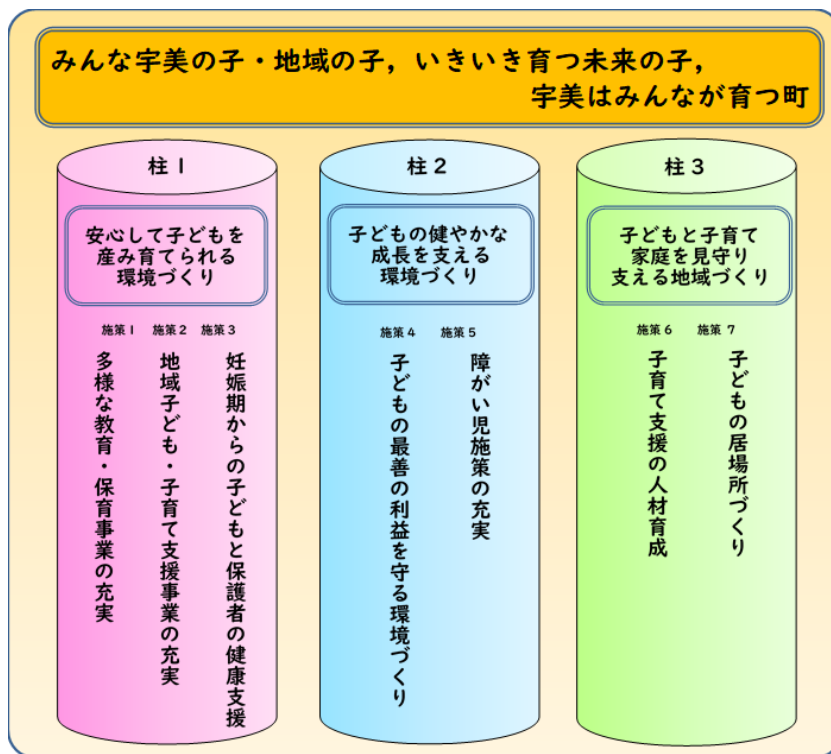 みんな宇美の子・地域の子，いきいき育つ未来の子，
宇美はみんなが育つ町
柱１
安心して子どもを
産み育てられる
環境づくり
施策１
多様な教育・保育事業の充実
施策２
地域子ども・子育て支援事業の充実
施策３
妊娠期からの子どもと保護者の健康支援
柱２
子どもの健やかな
成長を支える
環境づくり
施策４
子どもの最善の利益を守る環境づくり
施策５
障がい児施策の充実
柱３
子どもと子育て
家庭を見守り
支える地域づくり
施策６
子育て支援の人材育成
施策７
子どもの居場所づくり